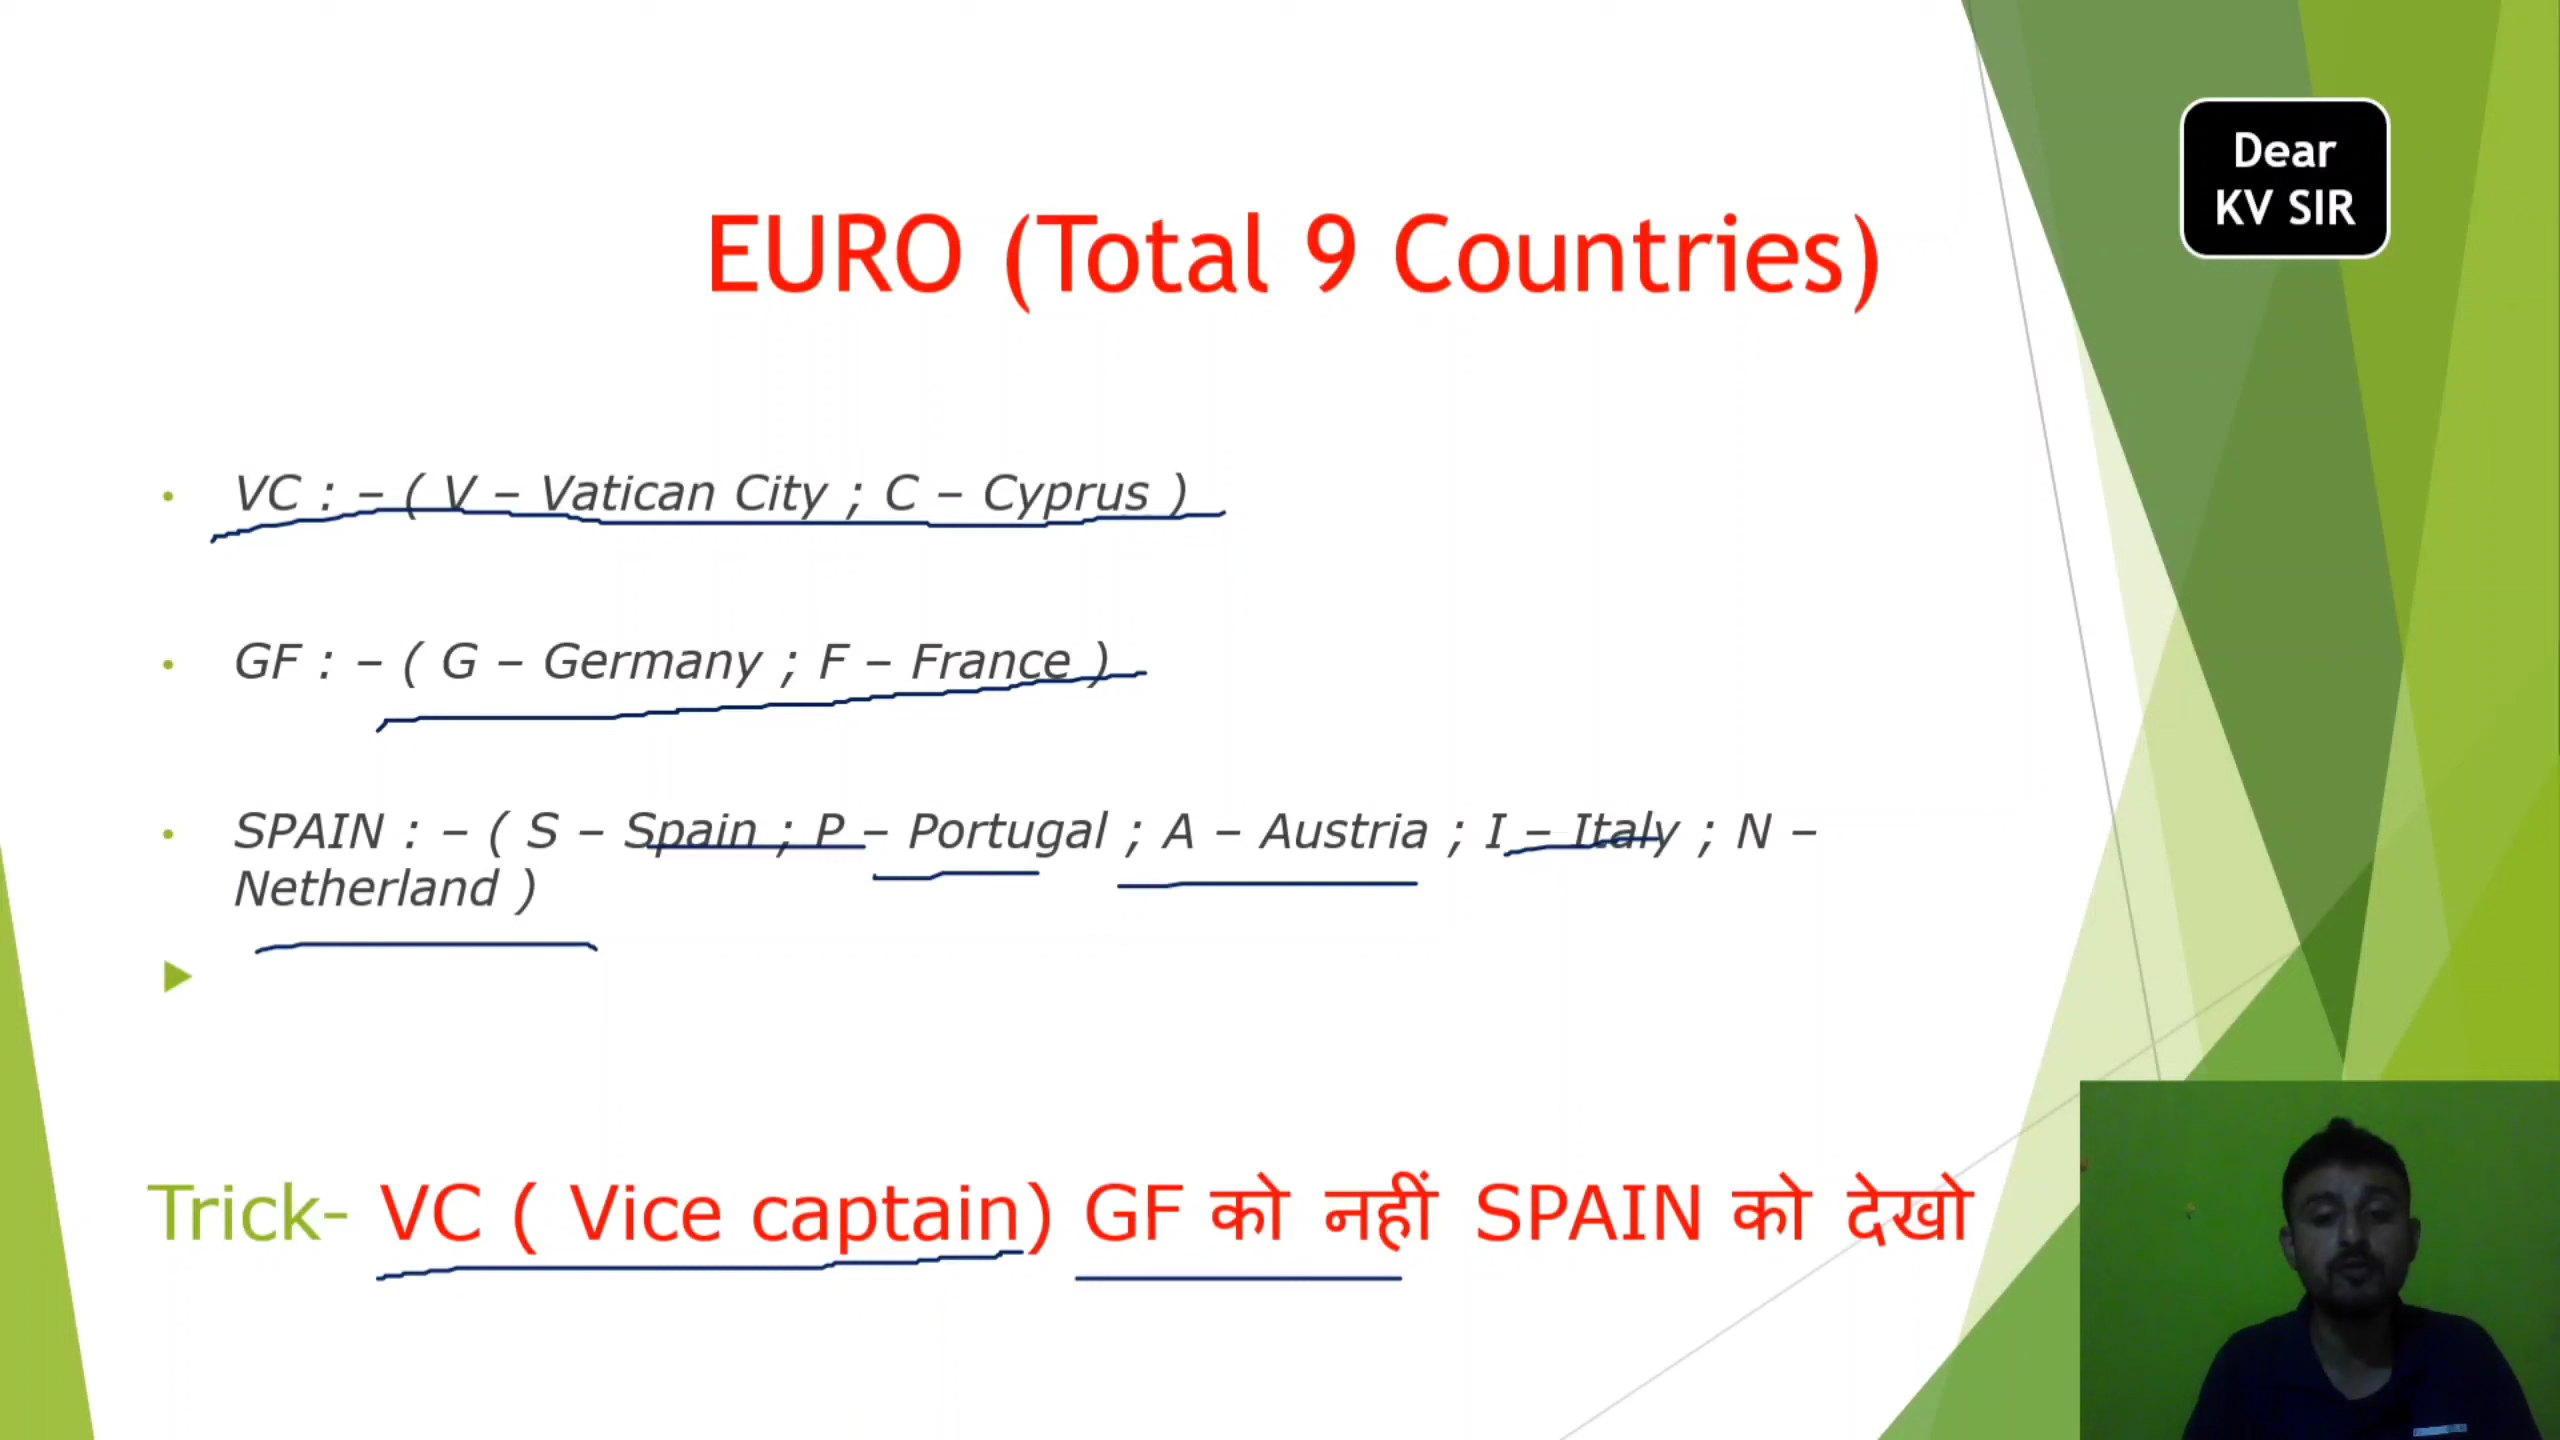 Dear
KV SIR
EURO (Total 9 Countries)
• VC : – ( V – Vatican City ; C – Cyprus )
• GF : – ( G – Germany ; F – France )
• SPAIN : – ( S – Spain ; P – Portugal ; A – Austria ; I – Italy ; N –
Netherland )
Trick- VC ( Vice captain) GF को नहीं SPAIN को देखो